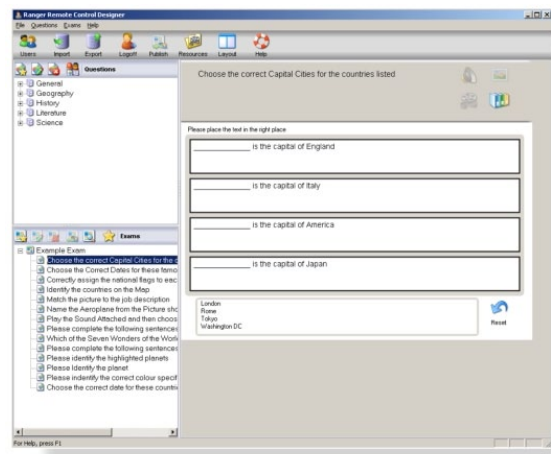 Ranger Remote Control Designer
File Questions Exams Help
Users Import Export Logoff Publish Resources Layout Help
Questions
General
Geography
History
Literature
Science
Exams
Example Exam
Choose the correct Capital Cities for the c
Choose the Correct Dates for these famo
Correctly assign the national flags to eac
Identify the countries on the Map
Match the picture to the job description
Name the Aeroplane from the Picture sho
Play the Sound Attached and then choos
Please complete the following sentences
Which of the Seven Wonders of the Worl
Please complete the following sentences
Please identify the highlighted planets
Please Identify the planet
Please indentify the correct colour specif
Choose the correct date for these countri
Choose the correct Capital Cities for the countries listed
Please place the text in the right place
____________ is the capital of England
____________ is the capital of Italy
____________ is the capital of America
____________ is the capital of Japan
London
Rome
Tokyo
Washington DC
Reset
For Help, press F1